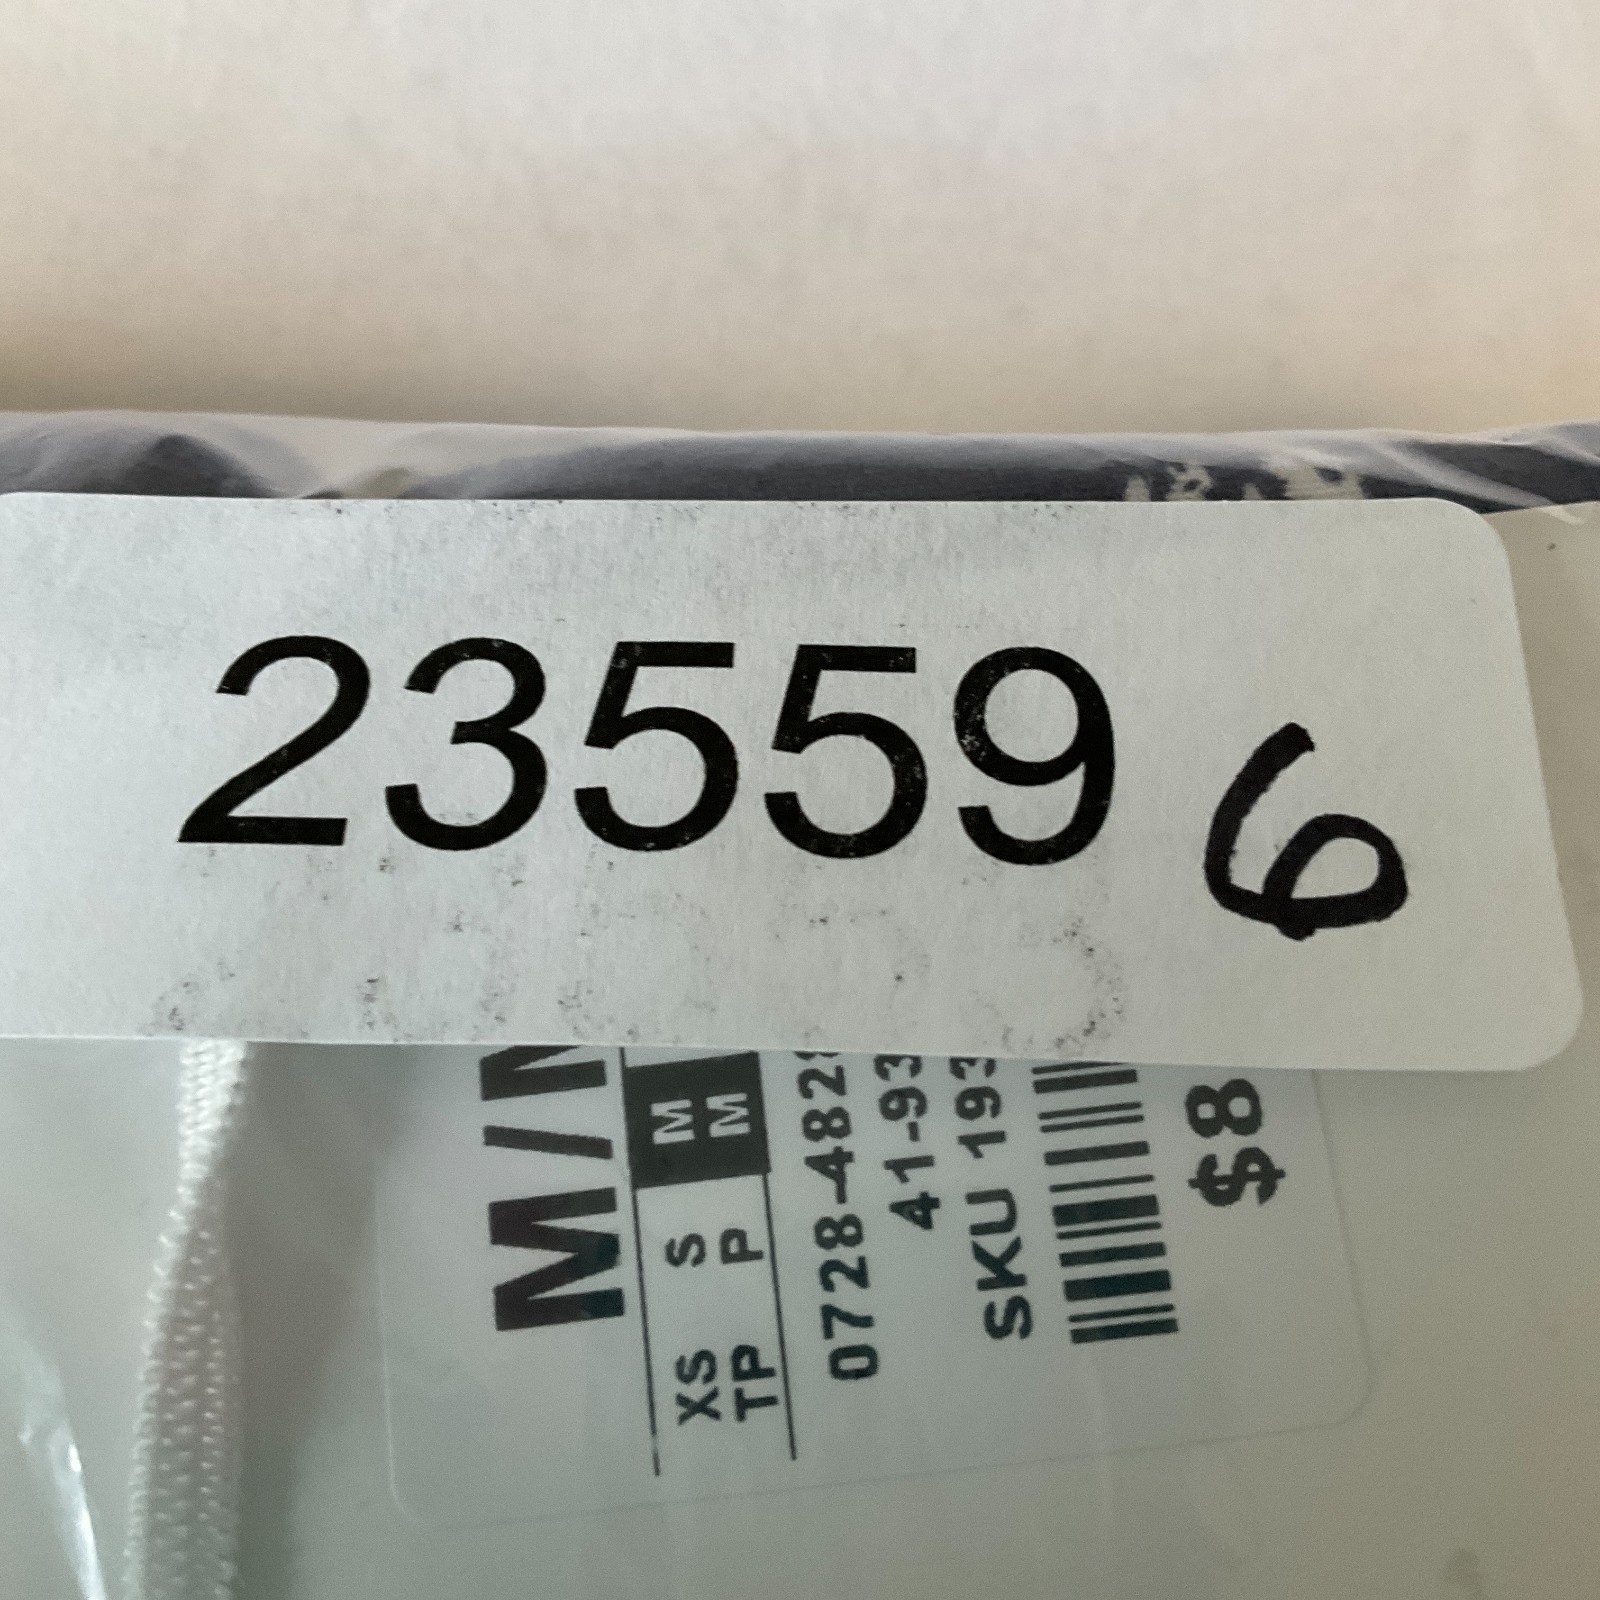 23559 6
M/M
XS S M
TP P M
0728-482
41-93
SKU 193
$8